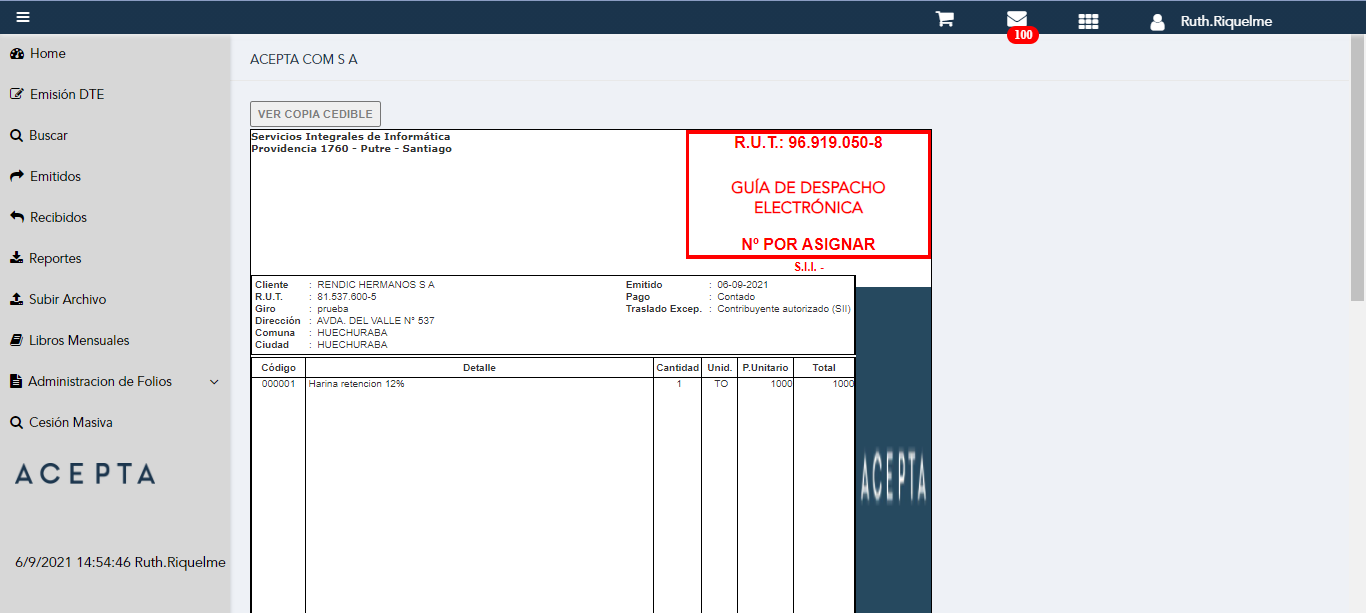 Ruth.Riquelme
100
Home
Emisión DTE
Buscar
Emitidos
Recibidos
Reportes
Subir Archivo
Libros Mensuales
Administracion de Folios
Cesión Masiva
ACEPTA
6/9/2021 14:54:46 Ruth.Riquelme
ACEPTA COM S A
VER COPIA CEDIBLE
Servicios Integrales de Informática
Providencia 1760 - Putre - Santiago
R.U.T.: 96.919.050-8
GUÍA DE DESPACHO
ELECTRÓNICA
Nº POR ASIGNAR
S.I.I. -
Cliente : RENDIC HERMANOS S A Emitido : 06-09-2021
R.U.T. : 81.537.600-5 Pago : Contado
Giro : prueba Traslado Excep. : Contribuyente autorizado (SII)
Dirección : AVDA. DEL VALLE N° 537
Comuna : HUECHURABA
Ciudad : HUECHURABA
Código Detalle Cantidad Unid. P.Unitario Total
000001 Harina retencion 12% 1 TO 1000 1000
ACEPTA